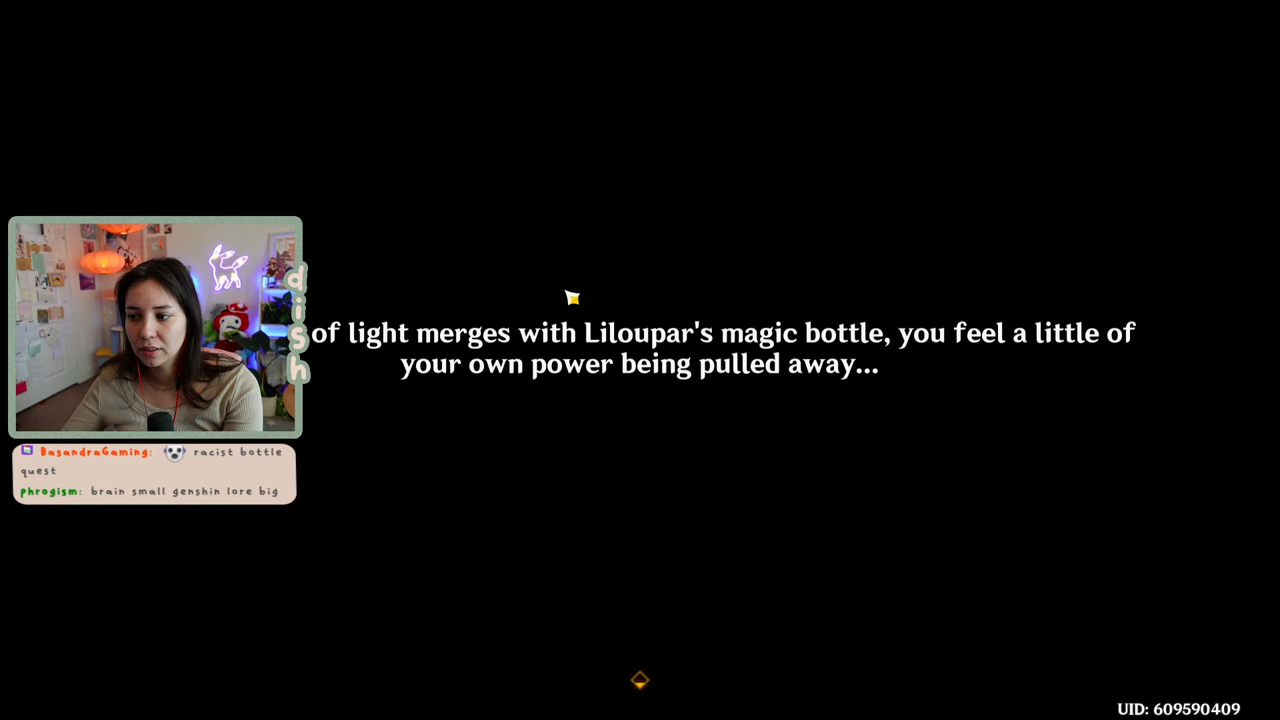 of light merges with Liloupar's magic bottle, you feel a little of
your own power being pulled away...
dish
BasandraGaming: racist bottle
quest
phrogism: brain small genshin lore big
UID: 609590409